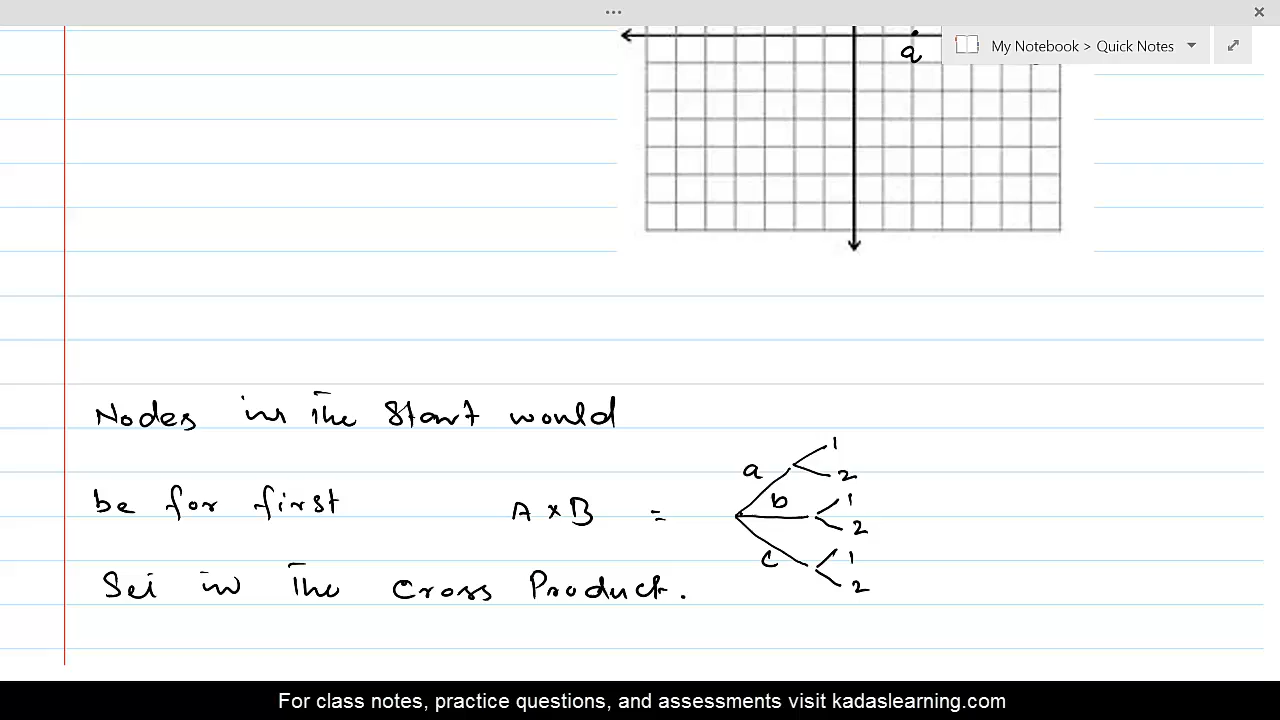 ... ×
a
My Notebook > Quick Notes
Nodes in the start would
1
a 2
be for first A × B = b 1
2
c 1
Set in the cross Product. 2
For class notes, practice questions, and assessments visit kadaslearning.com